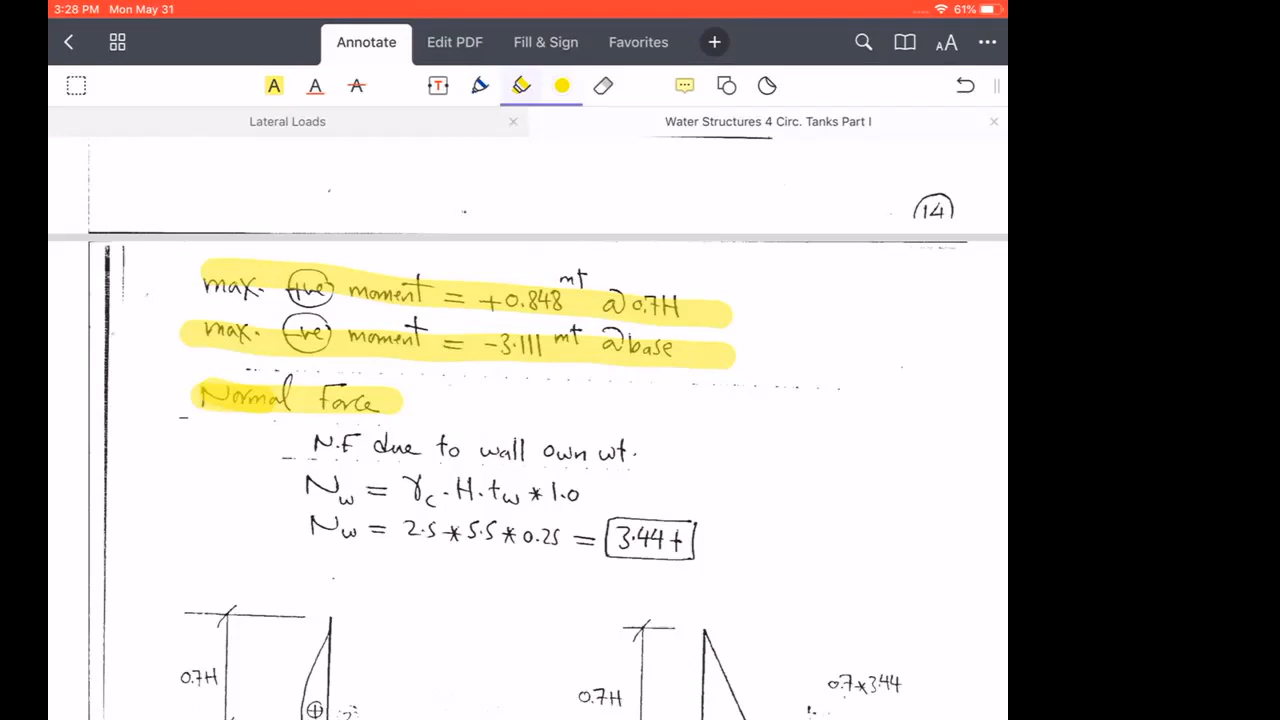 3:28 PM Mon May 31
61%
Annotate
Edit PDF
Fill & Sign
Favorites
AA
A A A T
Lateral Loads
Water Structures 4 Circ. Tanks Part I
14
max. +ve moment = +0.848 mt @ 0.7H
max. -ve moment = -3.111 mt @ base
Normal Force
N.F due to wall own wt.
Nw = γc . H . tw * 1.0
Nw = 2.5 * 5.5 * 0.25 = 3.44 t
0.7H
0.7H
0.7*3.44